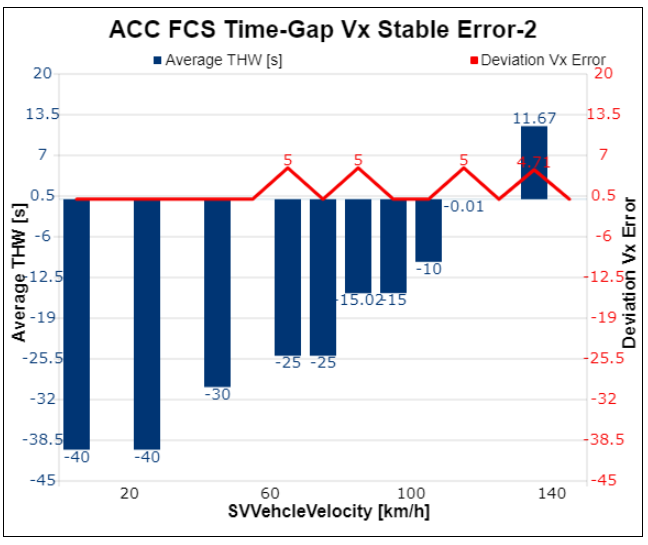 ACC FCS Time-Gap Vx Stable Error-2
Average THW [s] Deviation Vx Error
20 20
11.67
13.5 13.5
7 5 5 5 4.71 7
0.5 0.5
-0.01
-6 -6
-10
-12.5 -12.5
-15.02 -15
-19 -19
-25.5 -25 -25 -25.5
-30
-32 -32
-38.5 -38.5
-40 -40
-45 -45
Average THW [s]
Deviation Vx Error
20 60 100 140
SVVehcleVelocity [km/h]